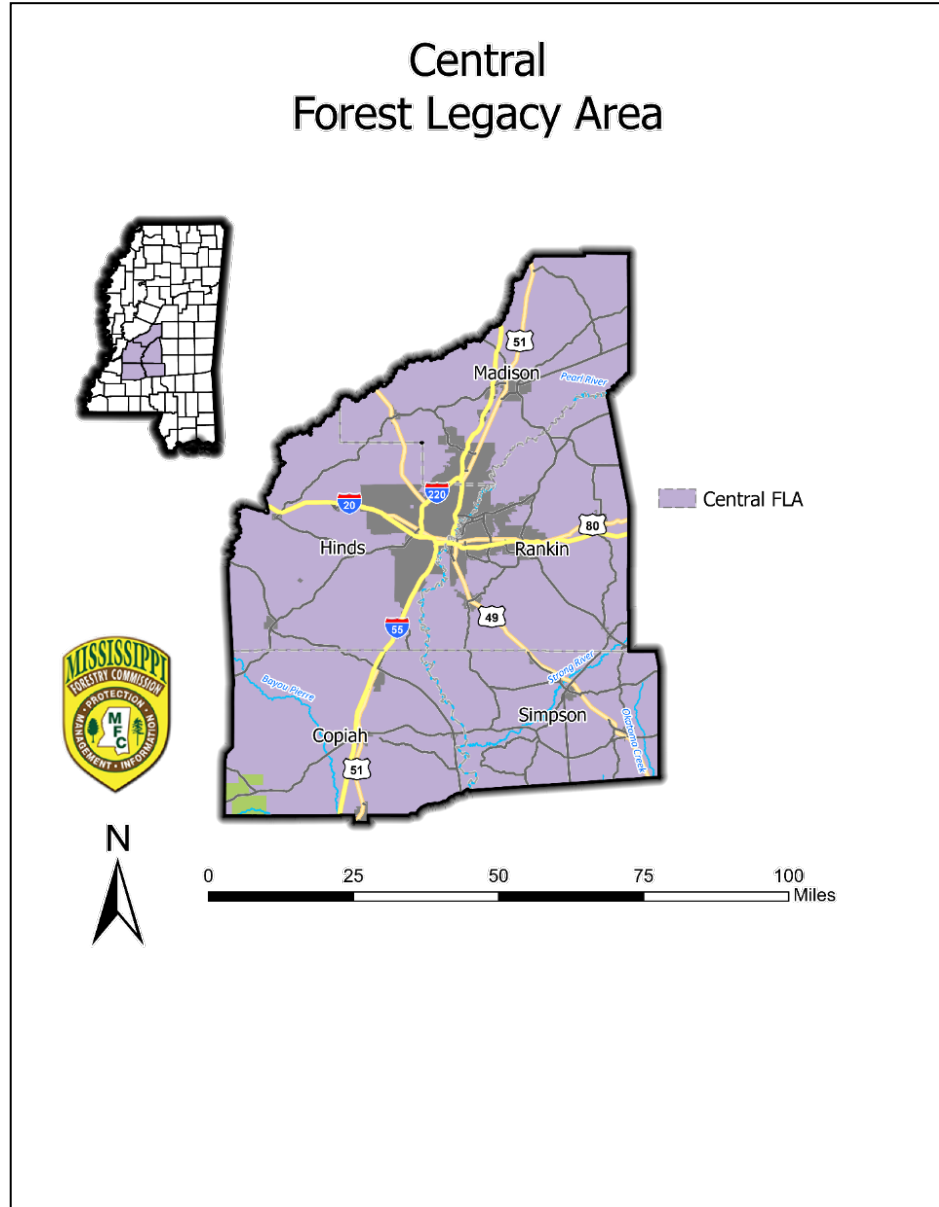 Central
Forest Legacy Area
51
Madison
Pearl River
220
20
Central FLA
80
Hinds
Rankin
49
55
MISSISSIPPI
FORESTRY COMMISSION
PROTECTION
MANAGEMENT • INFORMATION
M
F
C
Bayou Pierre
Strong River
Simpson
Okatoma Creek
Copiah
51
N
0 25 50 75 100
Miles